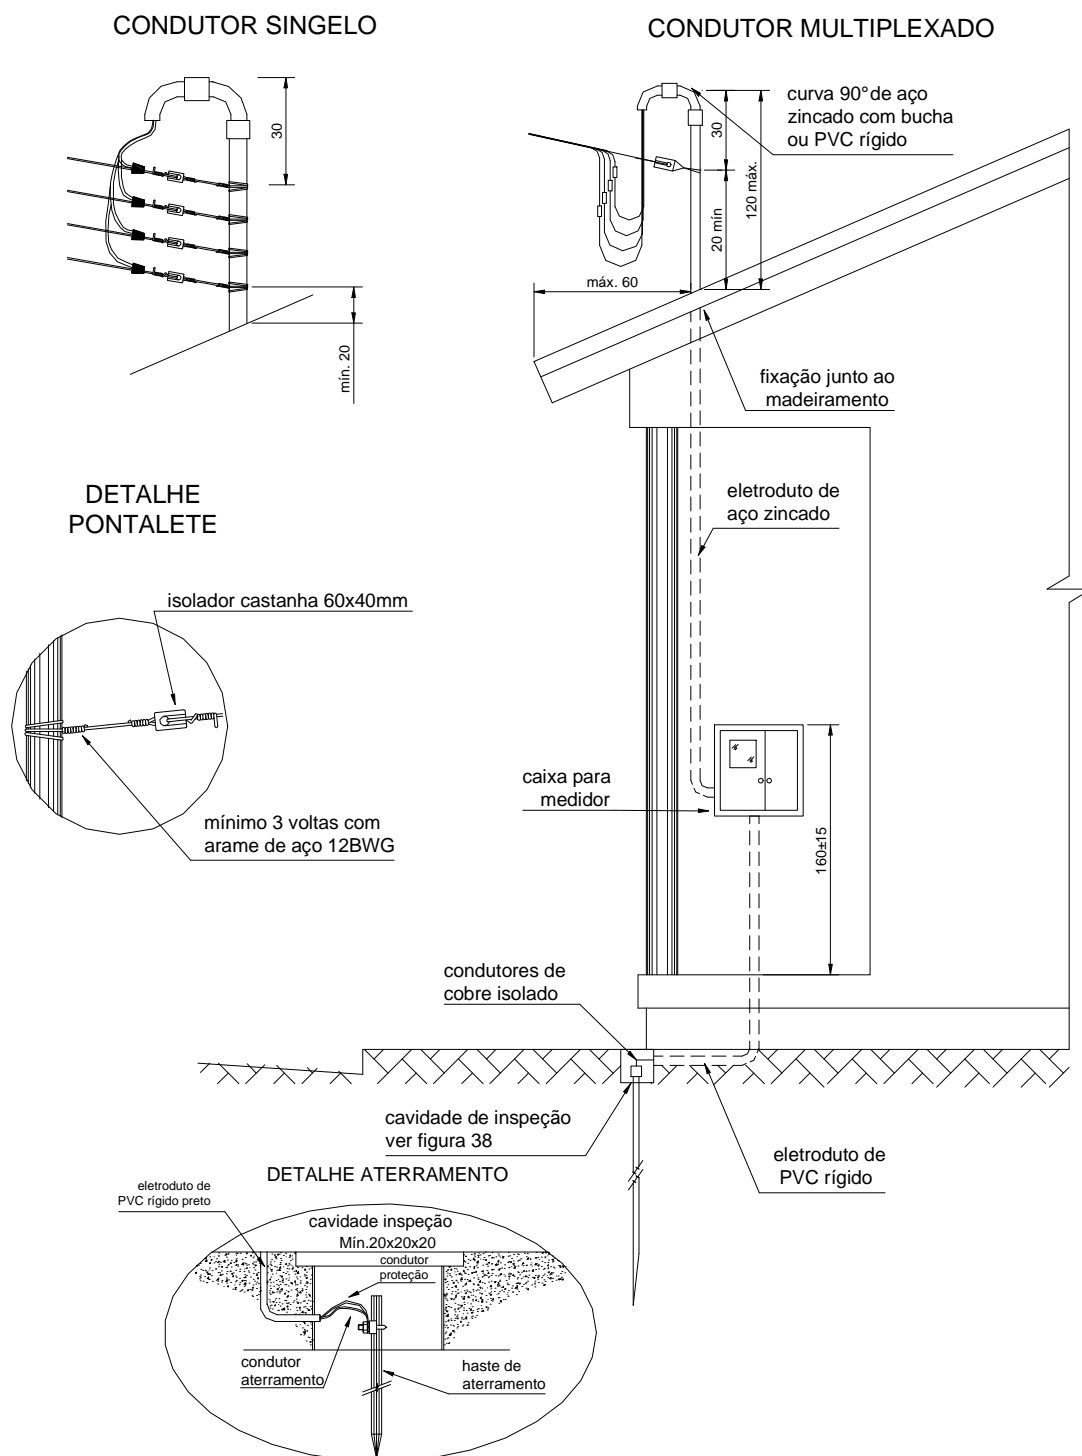 CONDUTOR SINGELO
CONDUTOR MULTIPLEXADO
30
mín. 20
curva 90° de aço
zincado com bucha
ou PVC rígido
30
20 mín
120 máx.
máx. 60
fixação junto ao
madeiramento
DETALHE
PONTALETE
eletroduto de
aço zincado
isolador castanha 60x40mm
mínimo 3 voltas com
arame de aço 12BWG
caixa para
medidor
160±15
condutores de
cobre isolado
cavidade de inspeção
ver figura 38
eletroduto de
PVC rígido
DETALHE ATERRAMENTO
eletroduto de
PVC rígido preto
cavidade inspeção
Mín.20x20x20
condutor
proteção
condutor
aterramento
haste de
aterramento